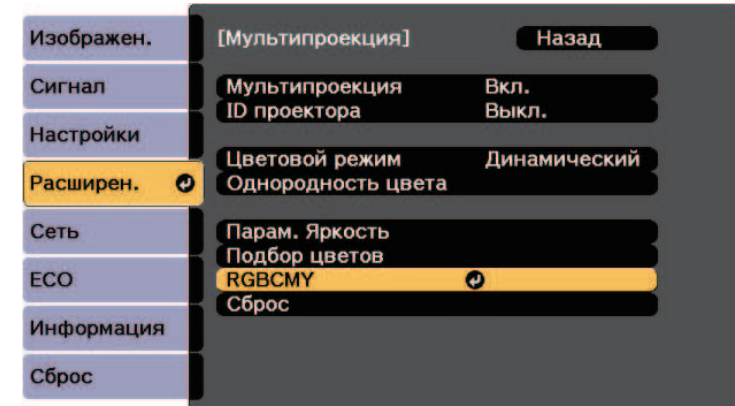 Изображен.
Сигнал
Настройки
Расширен.
Сеть
ECO
Информация
Сброс
[Мультипроекция] Назад
Мультипроекция Вкл.
ID проектора Выкл.
Цветовой режим Динамический
Однородность цвета
Парам. Яркость
Подбор цветов
RGBCMY
Сброс